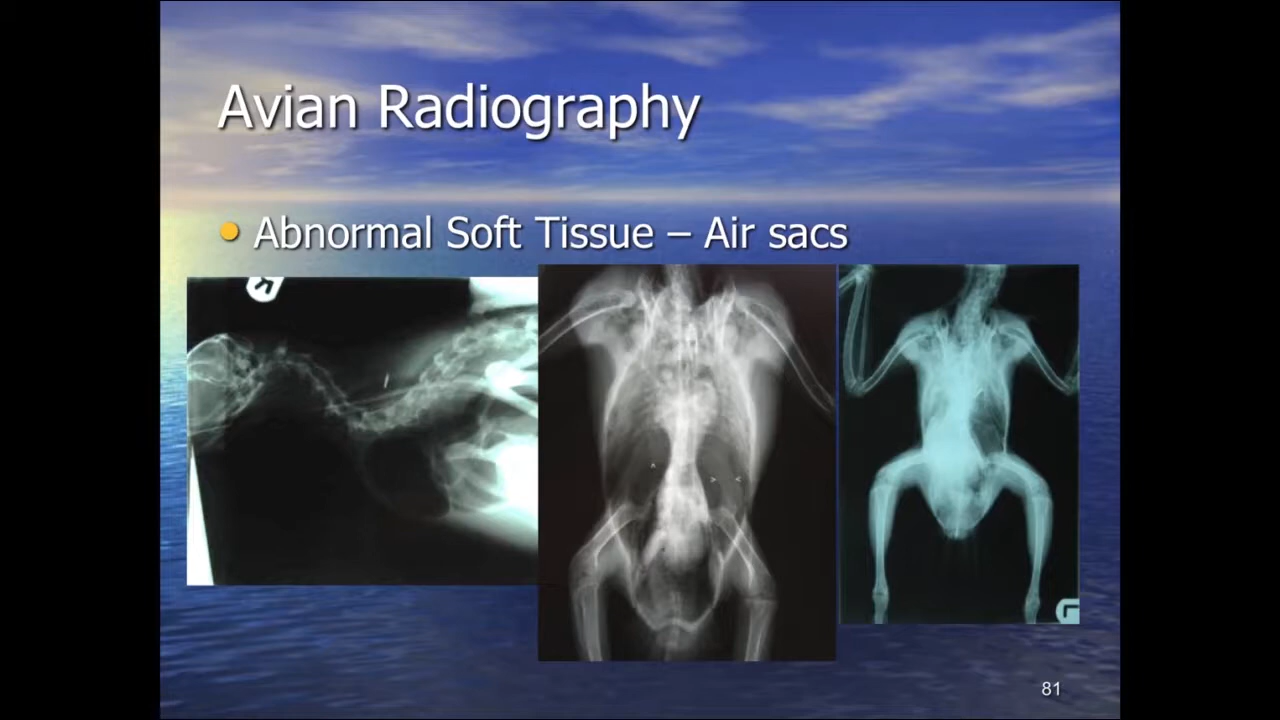 Avian Radiography
Abnormal Soft Tissue – Air sacs
R
^
> <
L
81